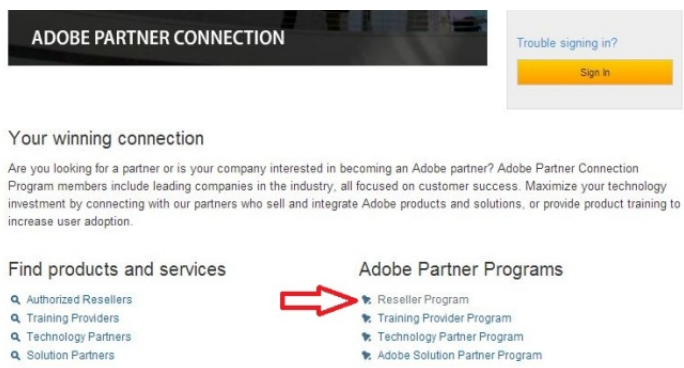 ADOBE PARTNER CONNECTION
Trouble signing in?
Sign In
Your winning connection
Are you looking for a partner or is your company interested in becoming an Adobe partner? Adobe Partner Connection
Program members include leading companies in the industry, all focused on customer success. Maximize your technology
investment by connecting with our partners who sell and integrate Adobe products and solutions, or provide product training to
increase user adoption.
Find products and services
Authorized Resellers
Training Providers
Technology Partners
Solution Partners
Adobe Partner Programs
Reseller Program
Training Provider Program
Technology Partner Program
Adobe Solution Partner Program